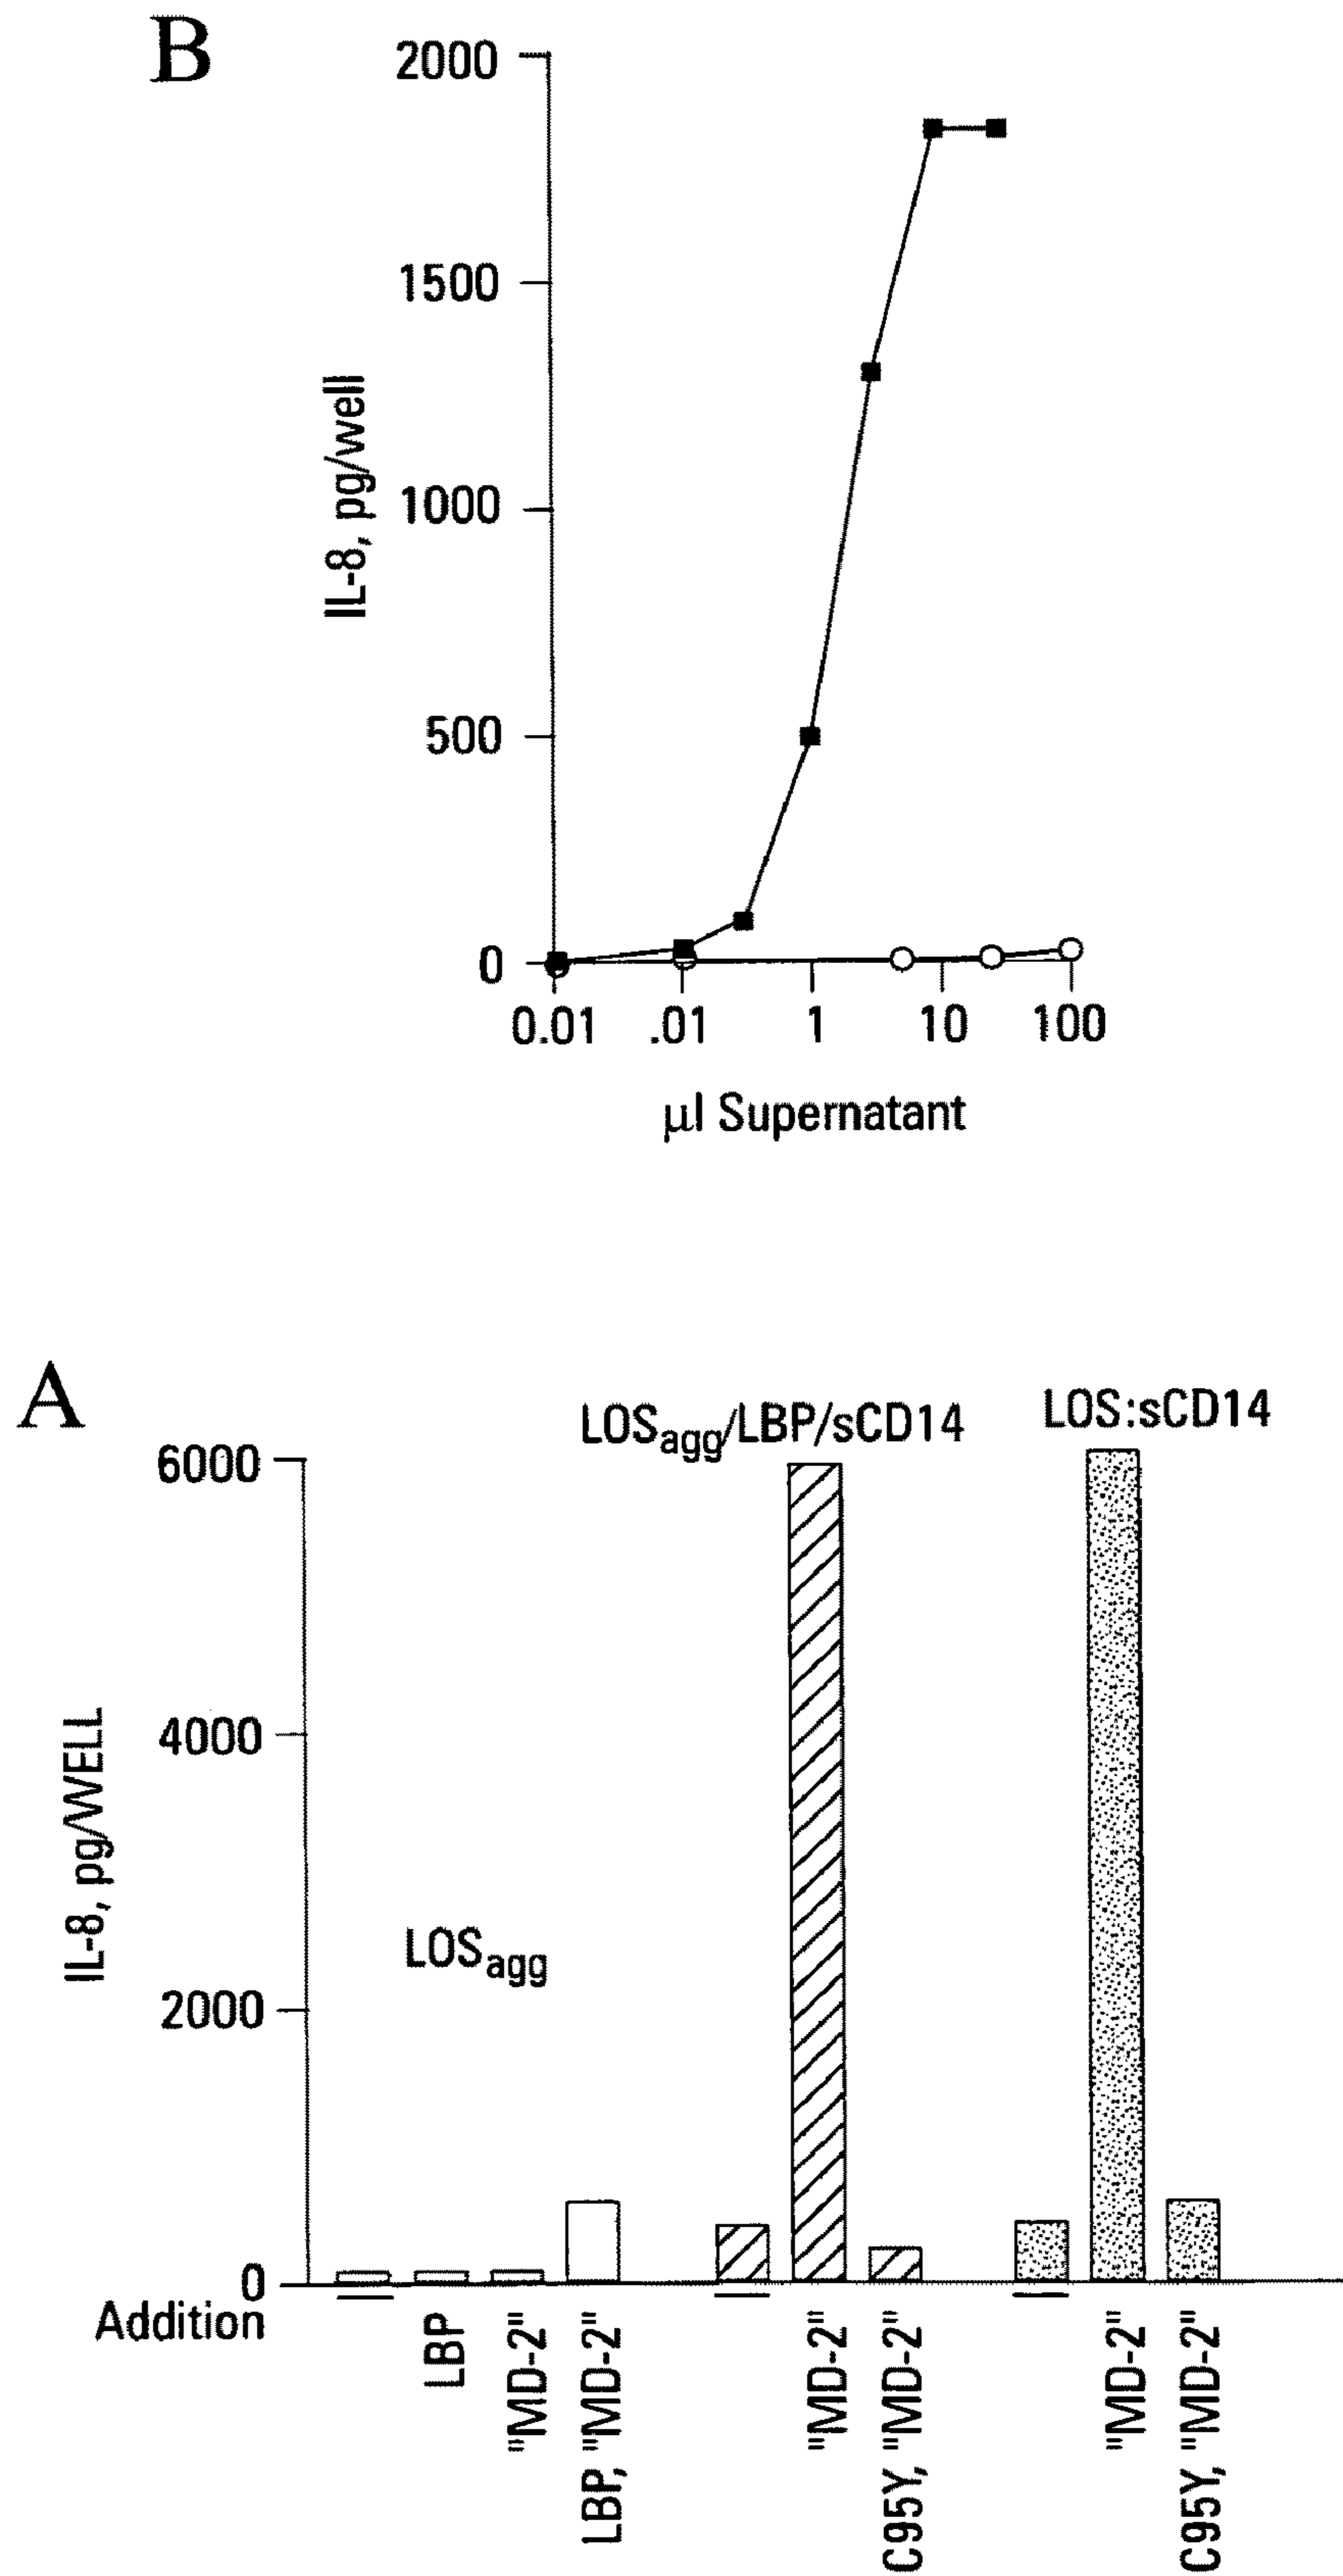 B
2000
1500
1000
500
0
IL-8, pg/well
0.01 .01 1 10 100
µl Supernatant
A
LOSagg/LBP/sCD14
LOS:sCD14
6000
4000
2000
0
IL-8, pg/WELL
LOSagg
Addition
—
LBP
"MD-2"
LBP, "MD-2"
—
"MD-2"
C95Y, "MD-2"
—
"MD-2"
C95Y, "MD-2"